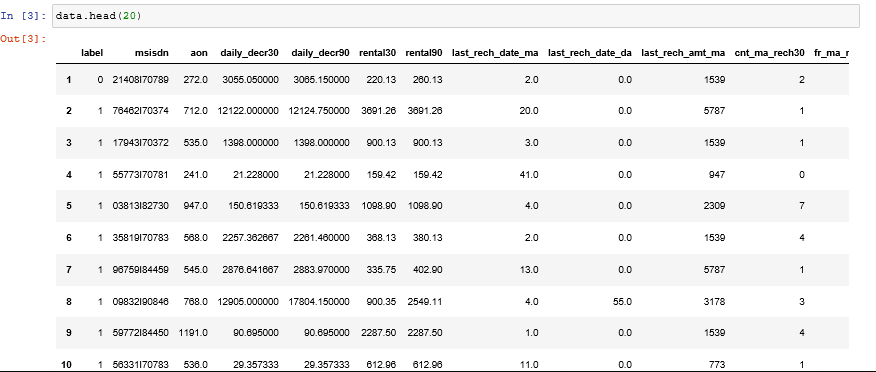 In [3]: data.head(20)
Out[3]:
label msisdn aon daily_decr30 daily_decr90 rental30 rental90 last_rech_date_ma last_rech_date_da last_rech_amt_ma cnt_ma_rech30 fr_ma_r
1 0 21408I70789 272.0 3055.050000 3065.150000 220.13 260.13 2.0 0.0 1539 2
2 1 76462I70374 712.0 12122.000000 12124.750000 3691.26 3691.26 20.0 0.0 5787 1
3 1 17943I70372 535.0 1398.000000 1398.000000 900.13 900.13 3.0 0.0 1539 1
4 1 55773I70781 241.0 21.228000 21.228000 159.42 159.42 41.0 0.0 947 0
5 1 03813I82730 947.0 150.619333 150.619333 1098.90 1098.90 4.0 0.0 2309 7
6 1 35819I70783 568.0 2257.362667 2261.460000 368.13 380.13 2.0 0.0 1539 4
7 1 96759I84459 545.0 2876.641667 2883.970000 335.75 402.90 13.0 0.0 5787 1
8 1 09832I90846 768.0 12905.000000 17804.150000 900.35 2549.11 4.0 55.0 3178 3
9 1 59772I84450 1191.0 90.695000 90.695000 2287.50 2287.50 1.0 0.0 1539 4
10 1 56331I70783 536.0 29.357333 29.357333 612.96 612.96 11.0 0.0 773 1